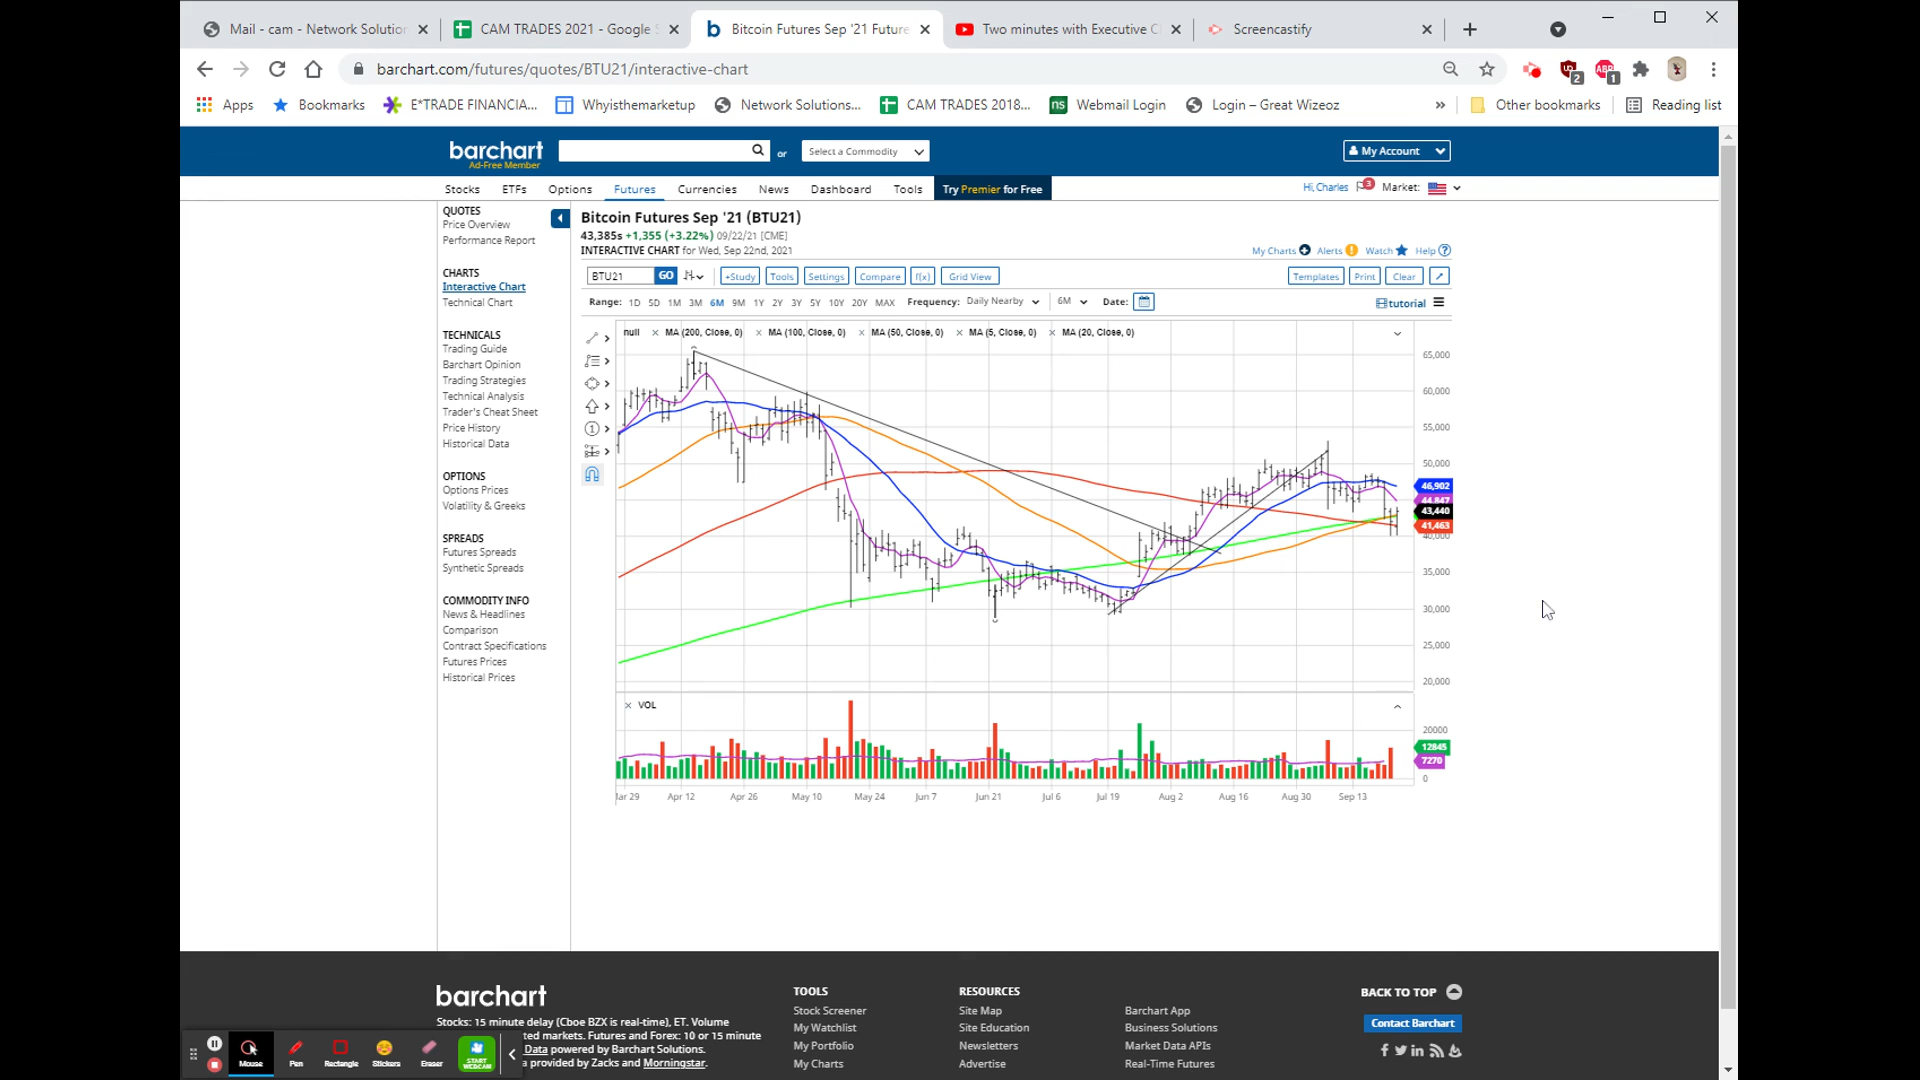 Mail - cam - Network Solution
CAM TRADES 2021 - Google S
Bitcoin Futures Sep '21 Future
Two minutes with Executive C
Screencastify
barchart.com/futures/quotes/BTU21/interactive-chart
2
1
Apps
Bookmarks
E*TRADE FINANCIA...
Whyisthemarketup
Network Solutions...
CAM TRADES 2018...
Webmail Login
Login – Great Wizeoz
»
Other bookmarks
Reading list
barchart
Ad-Free Member
or
Select a Commodity
My Account
Stocks
ETFs
Options
Futures
Currencies
News
Dashboard
Tools
Try Premier for Free
Hi, Charles
3
Market:
QUOTES
Price Overview
Performance Report
CHARTS
Interactive Chart
Technical Chart
TECHNICALS
Trading Guide
Barchart Opinion
Trading Strategies
Technical Analysis
Trader's Cheat Sheet
Price History
Historical Data
OPTIONS
Options Prices
Volatility & Greeks
SPREADS
Futures Spreads
Synthetic Spreads
COMMODITY INFO
News & Headlines
Comparison
Contract Specifications
Futures Prices
Historical Prices
Bitcoin Futures Sep '21 (BTU21)
43,385s +1,355 (+3.22%) 09/22/21 [CME]
INTERACTIVE CHART for Wed, Sep 22nd, 2021
My Charts
Alerts
Watch
Help
BTU21
GO
+Study
Tools
Settings
Compare
f(x)
Grid View
Templates
Print
Clear
Range: 1D 5D 1M 3M 6M 9M 1Y 2Y 3Y 5Y 10Y 20Y MAX
Frequency: Daily Nearby
6M
Date:
tutorial
null
MA (200, Close, 0)
MA (100, Close, 0)
MA (50, Close, 0)
MA (5, Close, 0)
MA (20, Close, 0)
65,000
60,000
55,000
50,000
46,902
44,847
43,440
41,463
40,000
35,000
30,000
25,000
20,000
VOL
20000
12845
7270
0
ar 29
Apr 12
Apr 26
May 10
May 24
Jun 7
Jun 21
Jul 6
Jul 19
Aug 2
Aug 16
Aug 30
Sep 13
barchart
Stocks: 15 minute delay (Cboe BZX is real-time), ET. Volume
ted markets. Futures and Forex: 10 or 15 minute
Data powered by Barchart Solutions.
a provided by Zacks and Morningstar.
TOOLS
Stock Screener
My Watchlist
My Portfolio
My Charts
RESOURCES
Site Map
Site Education
Newsletters
Advertise
Barchart App
Business Solutions
Market Data APIs
Real-Time Futures
BACK TO TOP
Contact Barchart
Mouse
Pen
Rectangle
Stickers
Eraser
START
WEBCAM